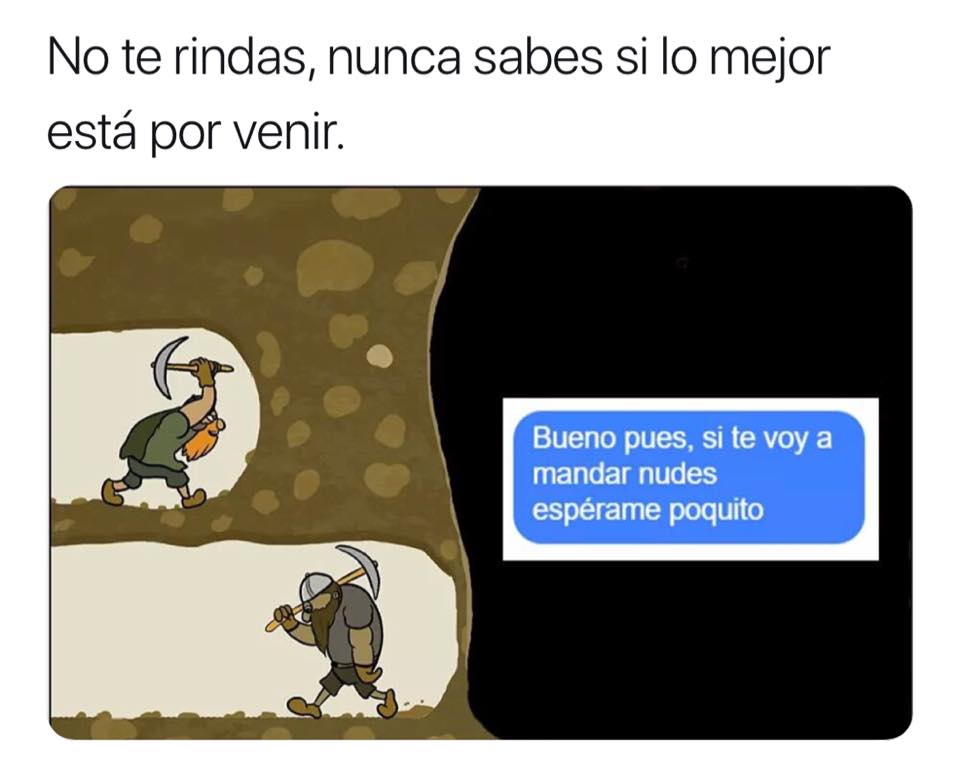 No te rindas, nunca sabes si lo mejor
está por venir.
Bueno pues, si te voy a
mandar nudes
espérame poquito